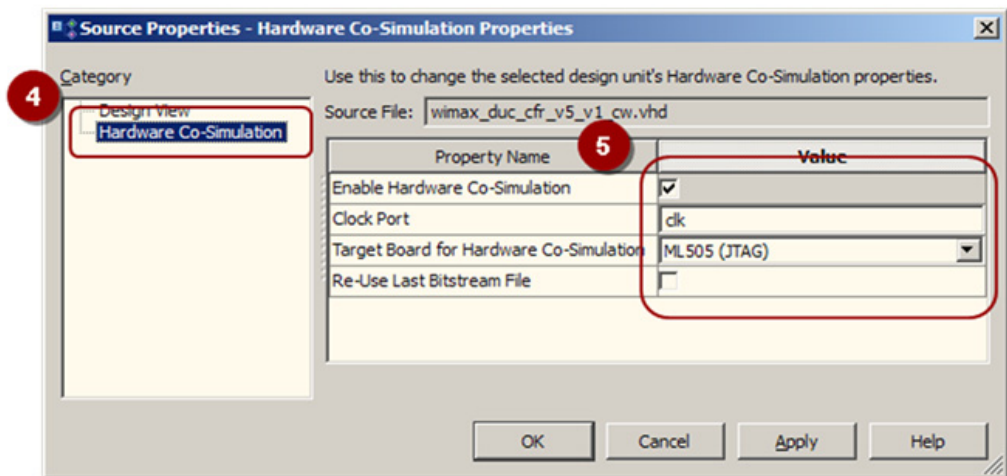 Source Properties - Hardware Co-Simulation Properties
Category
Use this to change the selected design unit's Hardware Co-Simulation properties.
4
Design View
Hardware Co-Simulation
Source File: wimax_duc_cfr_v5_v1_cw.vhd
5
Property Name Value
Enable Hardware Co-Simulation
Clock Port clk
Target Board for Hardware Co-Simulation ML505 (JTAG)
Re-Use Last Bitstream File
OK Cancel Apply Help